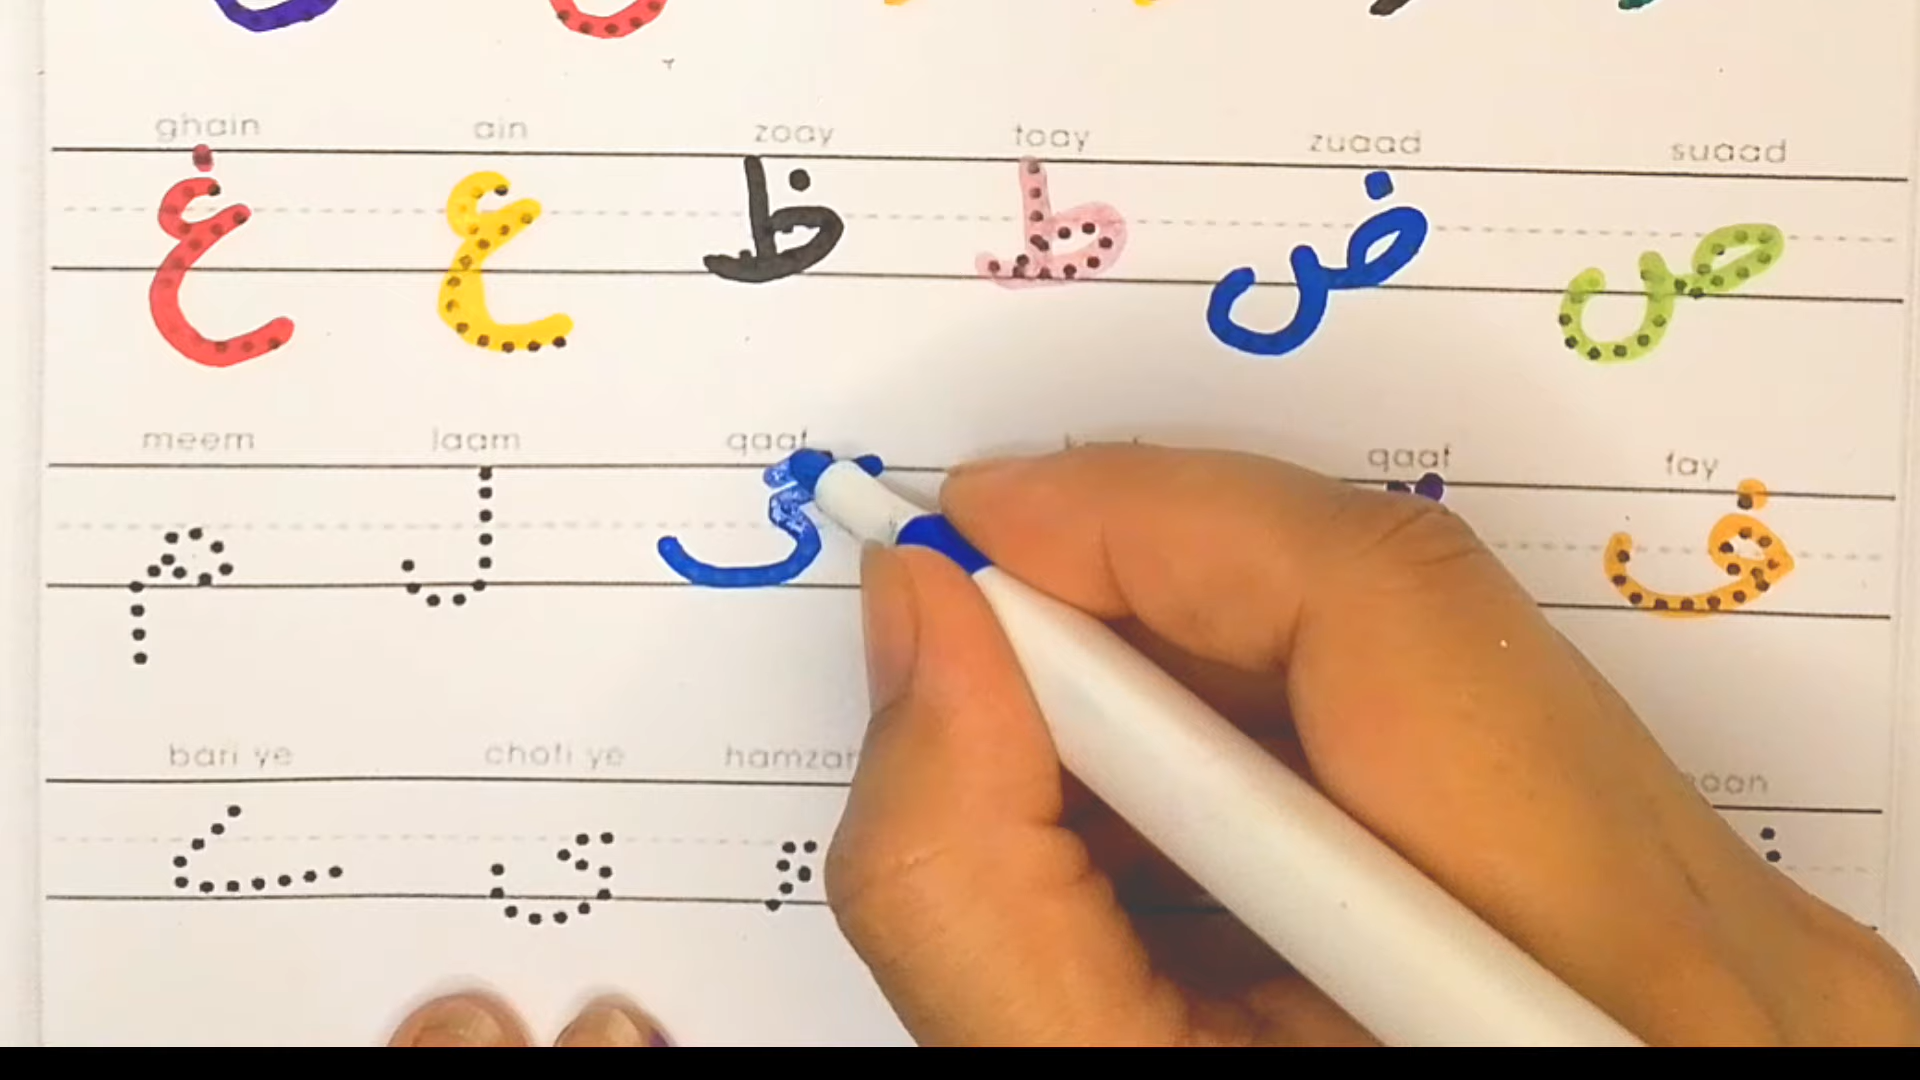 ghain ain zoay toay zuaad suaad
غ ع ظ ط ض ص
meem laam qaaf qaaf fay
م ل ف
bari ye choti ye
ے ی ء